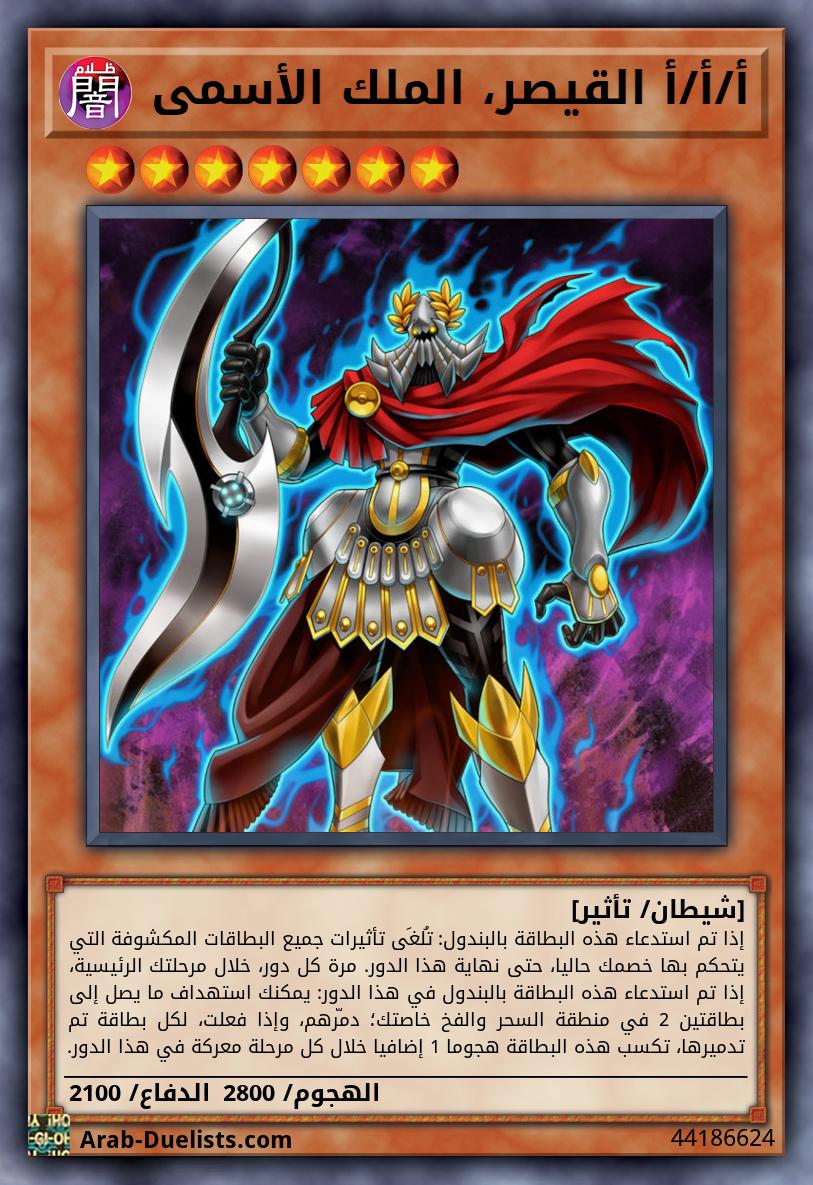 أ/أ/أ القيصر، الملك الأسمى
ظلام
闇
[شيطان/ تأثير]
إذا تم استدعاء هذه البطاقة بالبندول: تُلغَى تأثيرات جميع البطاقات المكشوفة التي
يتحكم بها خصمك حاليا، حتى نهاية هذا الدور. مرة كل دور، خلال مرحلتك الرئيسية،
إذا تم استدعاء هذه البطاقة بالبندول في هذا الدور: يمكنك استهداف ما يصل إلى
بطاقتين 2 في منطقة السحر والفخ خاصتك؛ دمّرهم، وإذا فعلت، لكل بطاقة تم
تدميرها، تكسب هذه البطاقة هجوما 1 إضافيا خلال كل مرحلة معركة في هذا الدور.
الهجوم/ 2800 الدفاع/ 2100
Arab-Duelists.com
44186624